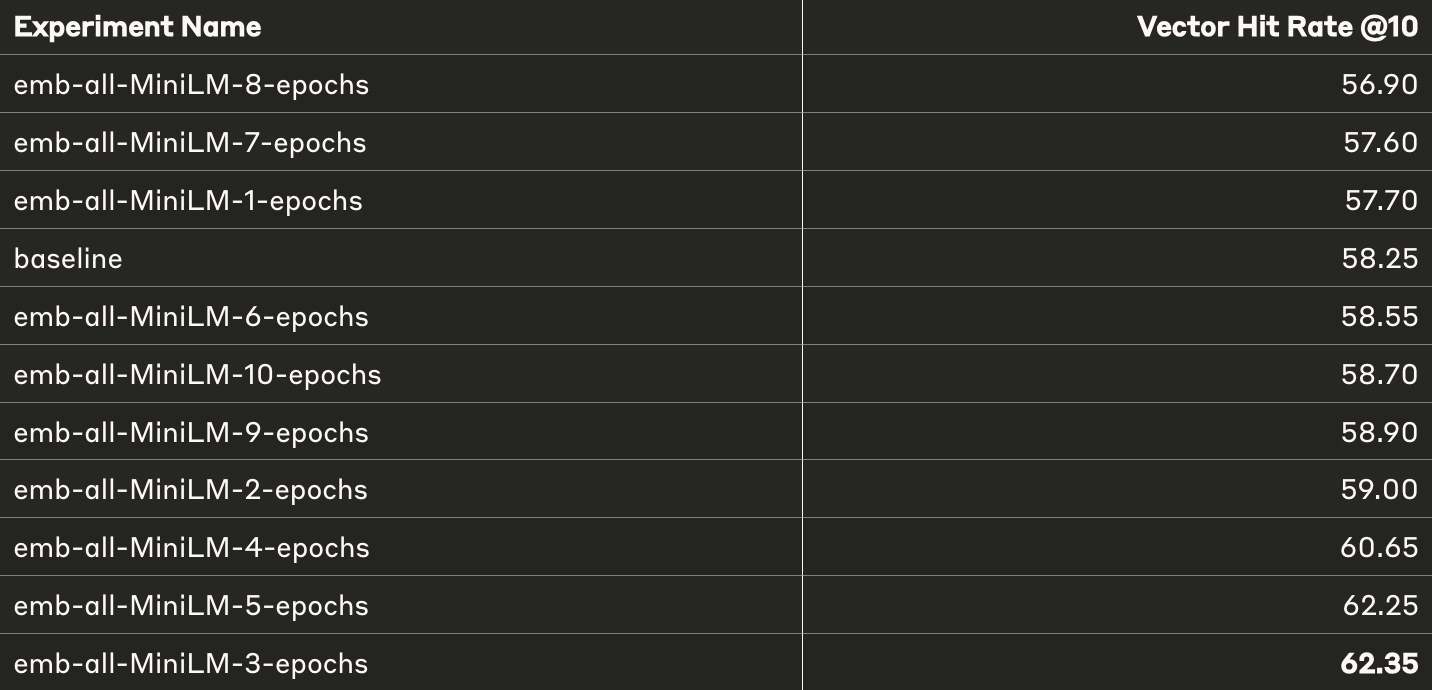 Experiment Name Vector Hit Rate @10
emb-all-MiniLM-8-epochs 56.90
emb-all-MiniLM-7-epochs 57.60
emb-all-MiniLM-1-epochs 57.70
baseline 58.25
emb-all-MiniLM-6-epochs 58.55
emb-all-MiniLM-10-epochs 58.70
emb-all-MiniLM-9-epochs 58.90
emb-all-MiniLM-2-epochs 59.00
emb-all-MiniLM-4-epochs 60.65
emb-all-MiniLM-5-epochs 62.25
emb-all-MiniLM-3-epochs 62.35